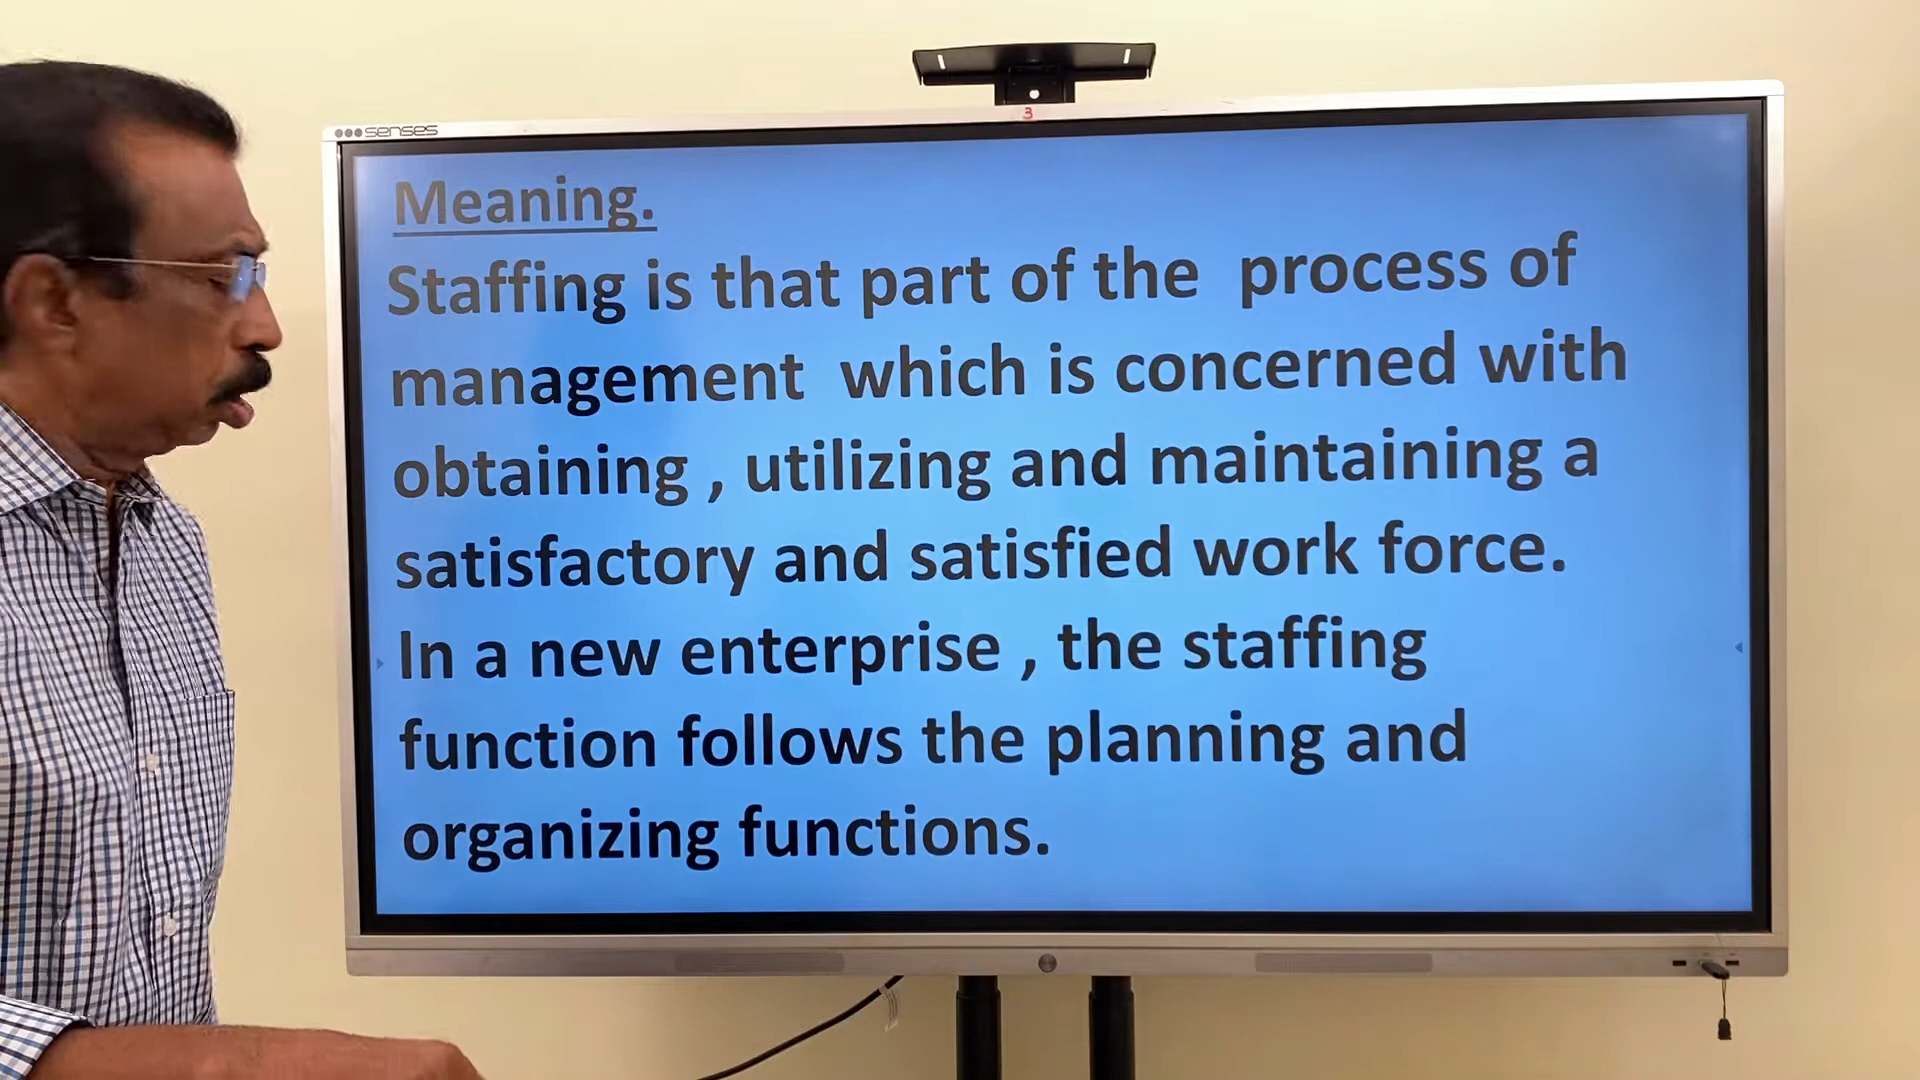 senses
3
Meaning.
Staffing is that part of the process of
management which is concerned with
obtaining , utilizing and maintaining a
satisfactory and satisfied work force.
In a new enterprise , the staffing
function follows the planning and
organizing functions.